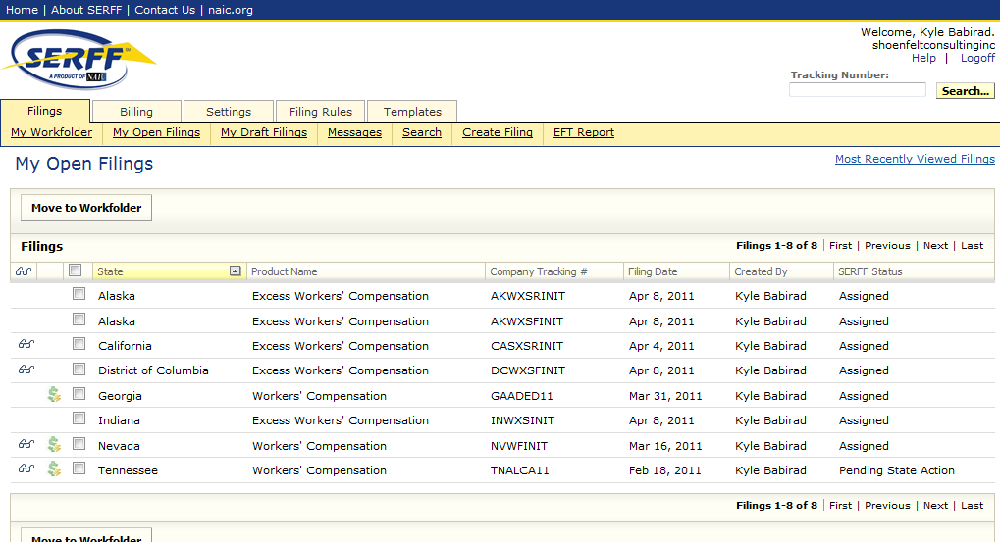 Home | About SERFF | Contact Us | naic.org
Welcome, Kyle Babirad.
shoenfeltconsultinginc
Help | Logoff
SERFF™
A PRODUCT OF NAIC
Tracking Number:
Search...
Filings Billing Settings Filing Rules Templates
My Workfolder My Open Filings My Draft Filings Messages Search Create Filing EFT Report
My Open Filings
Most Recently Viewed Filings
Move to Workfolder
Filings Filings 1-8 of 8 | First | Previous | Next | Last
State Product Name Company Tracking # Filing Date Created By SERFF Status
Alaska Excess Workers' Compensation AKWXSRINIT Apr 8, 2011 Kyle Babirad Assigned
Alaska Excess Workers' Compensation AKWXSFINIT Apr 8, 2011 Kyle Babirad Assigned
California Excess Workers' Compensation CASXSRINIT Apr 4, 2011 Kyle Babirad Assigned
District of Columbia Excess Workers' Compensation DCWXSFINIT Apr 8, 2011 Kyle Babirad Assigned
Georgia Workers' Compensation GAADED11 Mar 31, 2011 Kyle Babirad Assigned
Indiana Excess Workers' Compensation INWXSINIT Apr 8, 2011 Kyle Babirad Assigned
Nevada Workers' Compensation NVWFINIT Mar 16, 2011 Kyle Babirad Assigned
Tennessee Workers' Compensation TNALCA11 Feb 18, 2011 Kyle Babirad Pending State Action
Filings 1-8 of 8 | First | Previous | Next | Last
Move to Workfolder